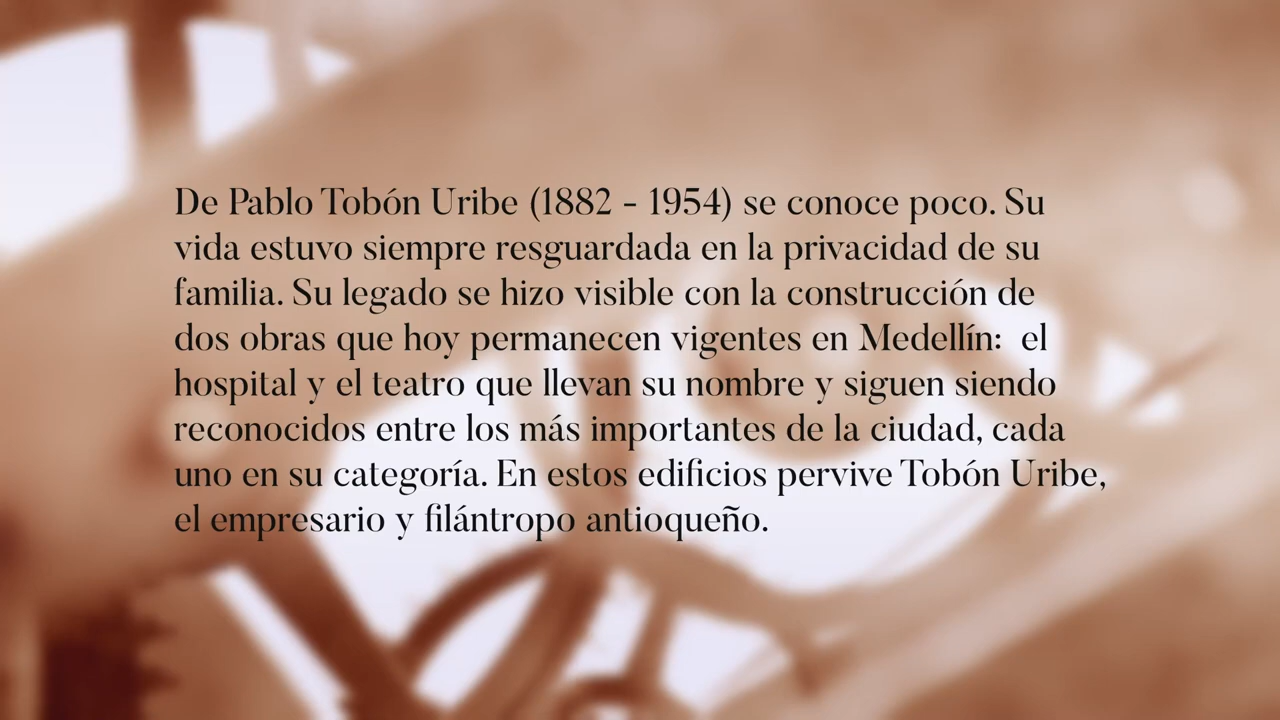 De Pablo Tobón Uribe (1882 - 1954) se conoce poco. Su
vida estuvo siempre resguardada en la privacidad de su
familia. Su legado se hizo visible con la construcción de
dos obras que hoy permanecen vigentes en Medellín:  el
hospital y el teatro que llevan su nombre y siguen siendo
reconocidos entre los más importantes de la ciudad, cada
uno en su categoría. En estos edificios pervive Tobón Uribe,
el empresario y filántropo antioqueño.